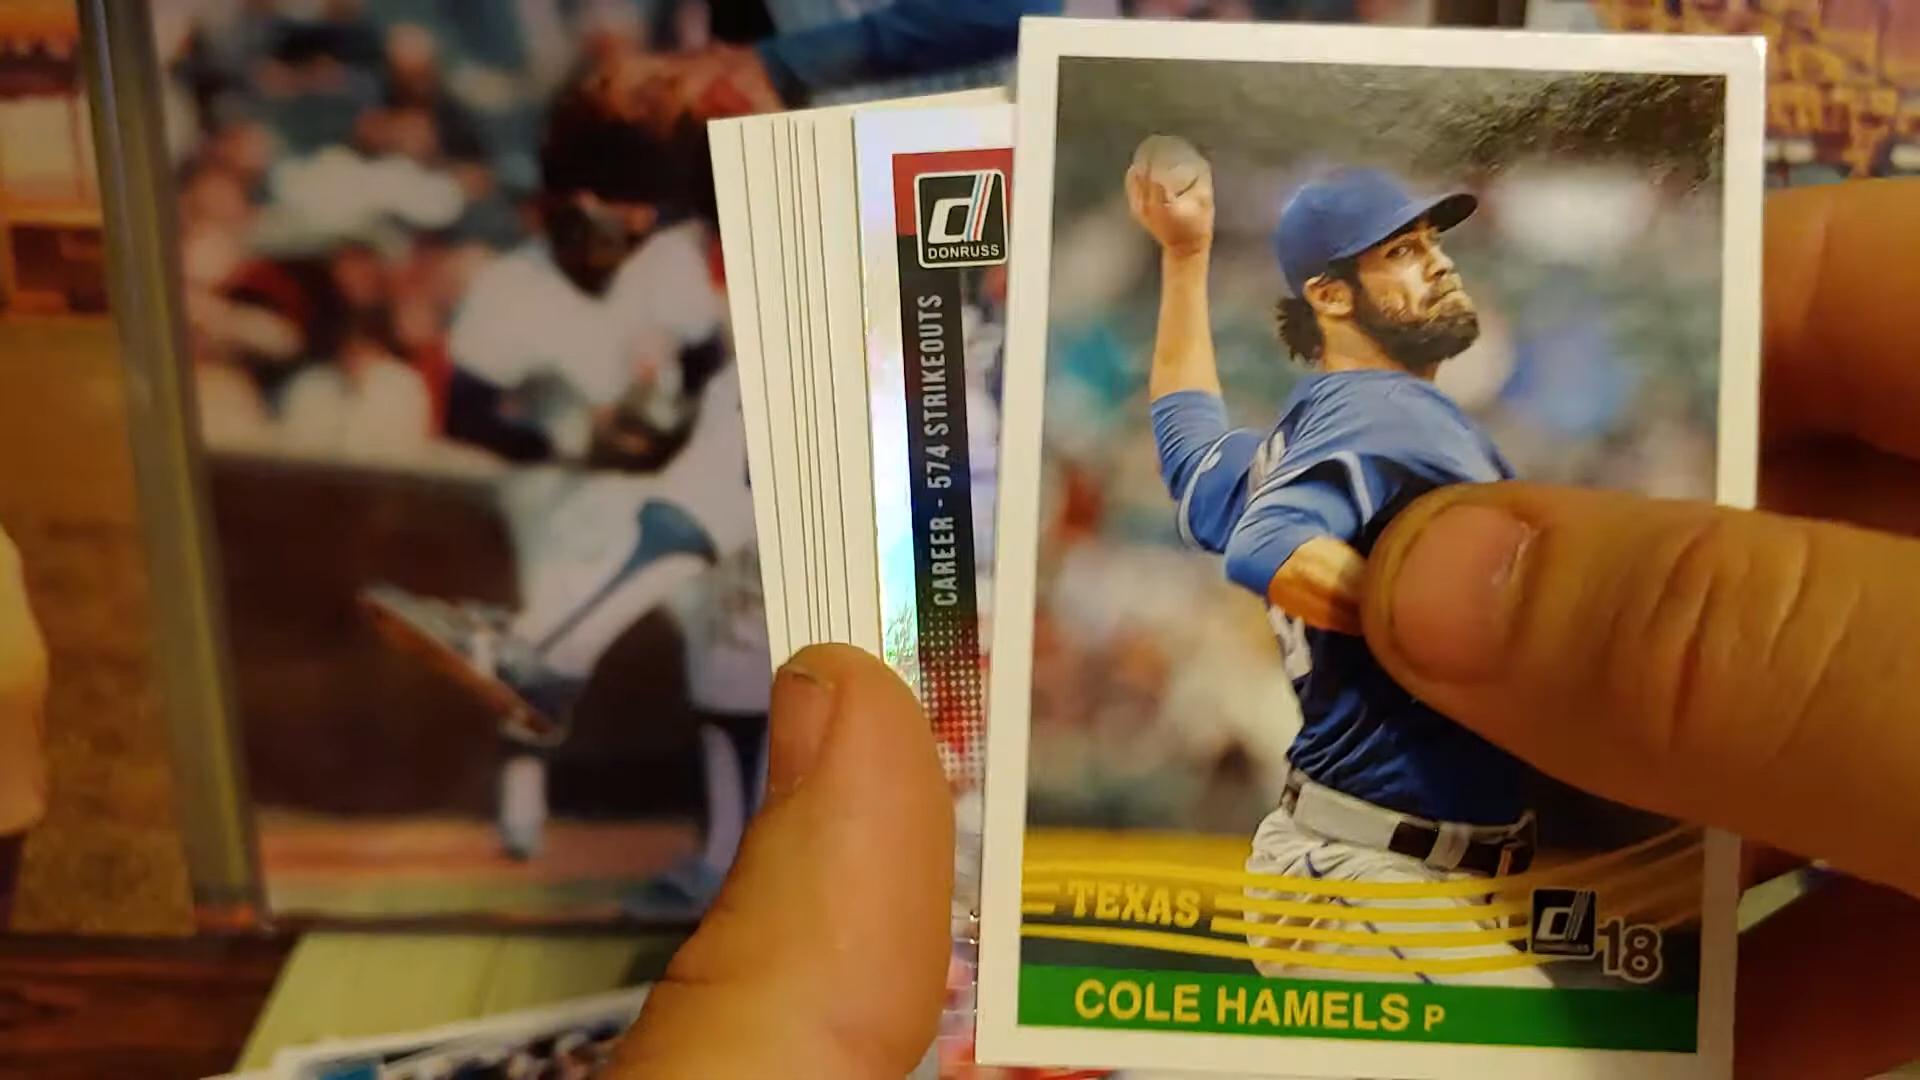 DONRUSS
CAREER - 574 STRIKEOUTS
TEXAS
18
COLE HAMELS P